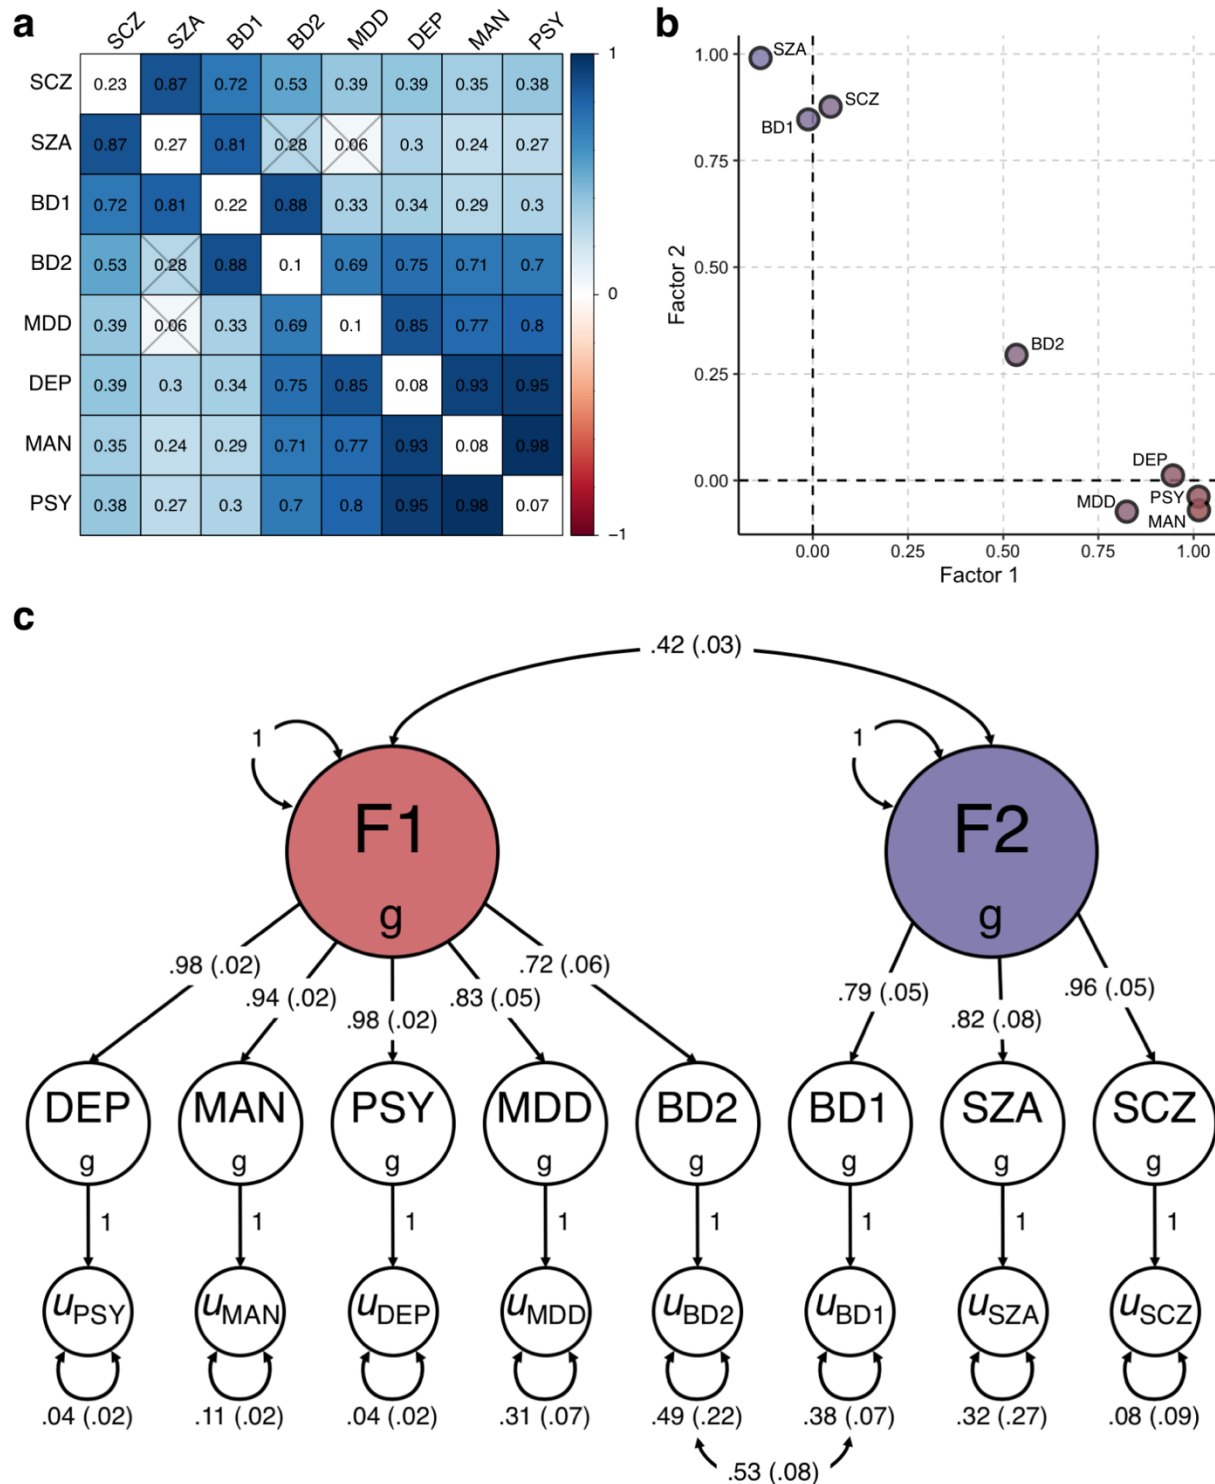 a
SCZ SZA BD1 BD2 MDD DEP MAN PSY
SCZ 0.23 0.87 0.72 0.53 0.39 0.39 0.35 0.38
SZA 0.87 0.27 0.81 0.28 0.06 0.3 0.24 0.27
BD1 0.72 0.81 0.22 0.88 0.33 0.34 0.29 0.3
BD2 0.53 0.28 0.88 0.1 0.69 0.75 0.71 0.7
MDD 0.39 0.06 0.33 0.69 0.1 0.85 0.77 0.8
DEP 0.39 0.3 0.34 0.75 0.85 0.08 0.93 0.95
MAN 0.35 0.24 0.29 0.71 0.77 0.93 0.08 0.98
PSY 0.38 0.27 0.3 0.7 0.8 0.95 0.98 0.07
1
0
−1
b
Factor 2
1.00
0.75
0.50
0.25
0.00
SZA
SCZ
BD1
BD2
DEP
MDD
PSY
MAN
0.00 0.25 0.50 0.75 1.00
Factor 1
c
.42 (.03)
1 1
F1 F2
g g
.98 (.02) .94 (.02) .98 (.02) .83 (.05) .72 (.06) .79 (.05) .82 (.08) .96 (.05)
DEP MAN PSY MDD BD2 BD1 SZA SCZ
g g g g g g g g
1 1 1 1 1 1 1 1
uPSY uMAN uDEP uMDD uBD2 uBD1 uSZA uSCZ
.04 (.02) .11 (.02) .04 (.02) .31 (.07) .49 (.22) .38 (.07) .32 (.27) .08 (.09)
.53 (.08)